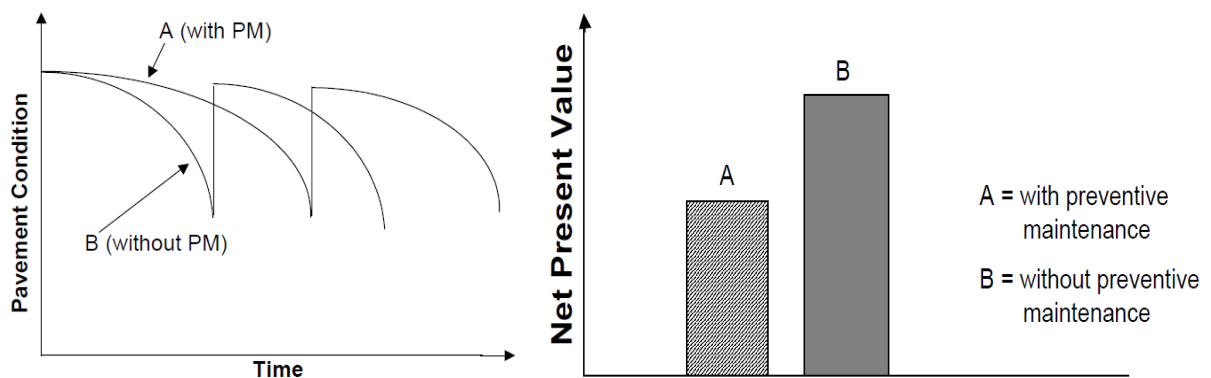 A (with PM)
Pavement Condition
B (without PM)
Time
Net Present Value
A
B
A = with preventive
maintenance
B = without preventive
maintenance